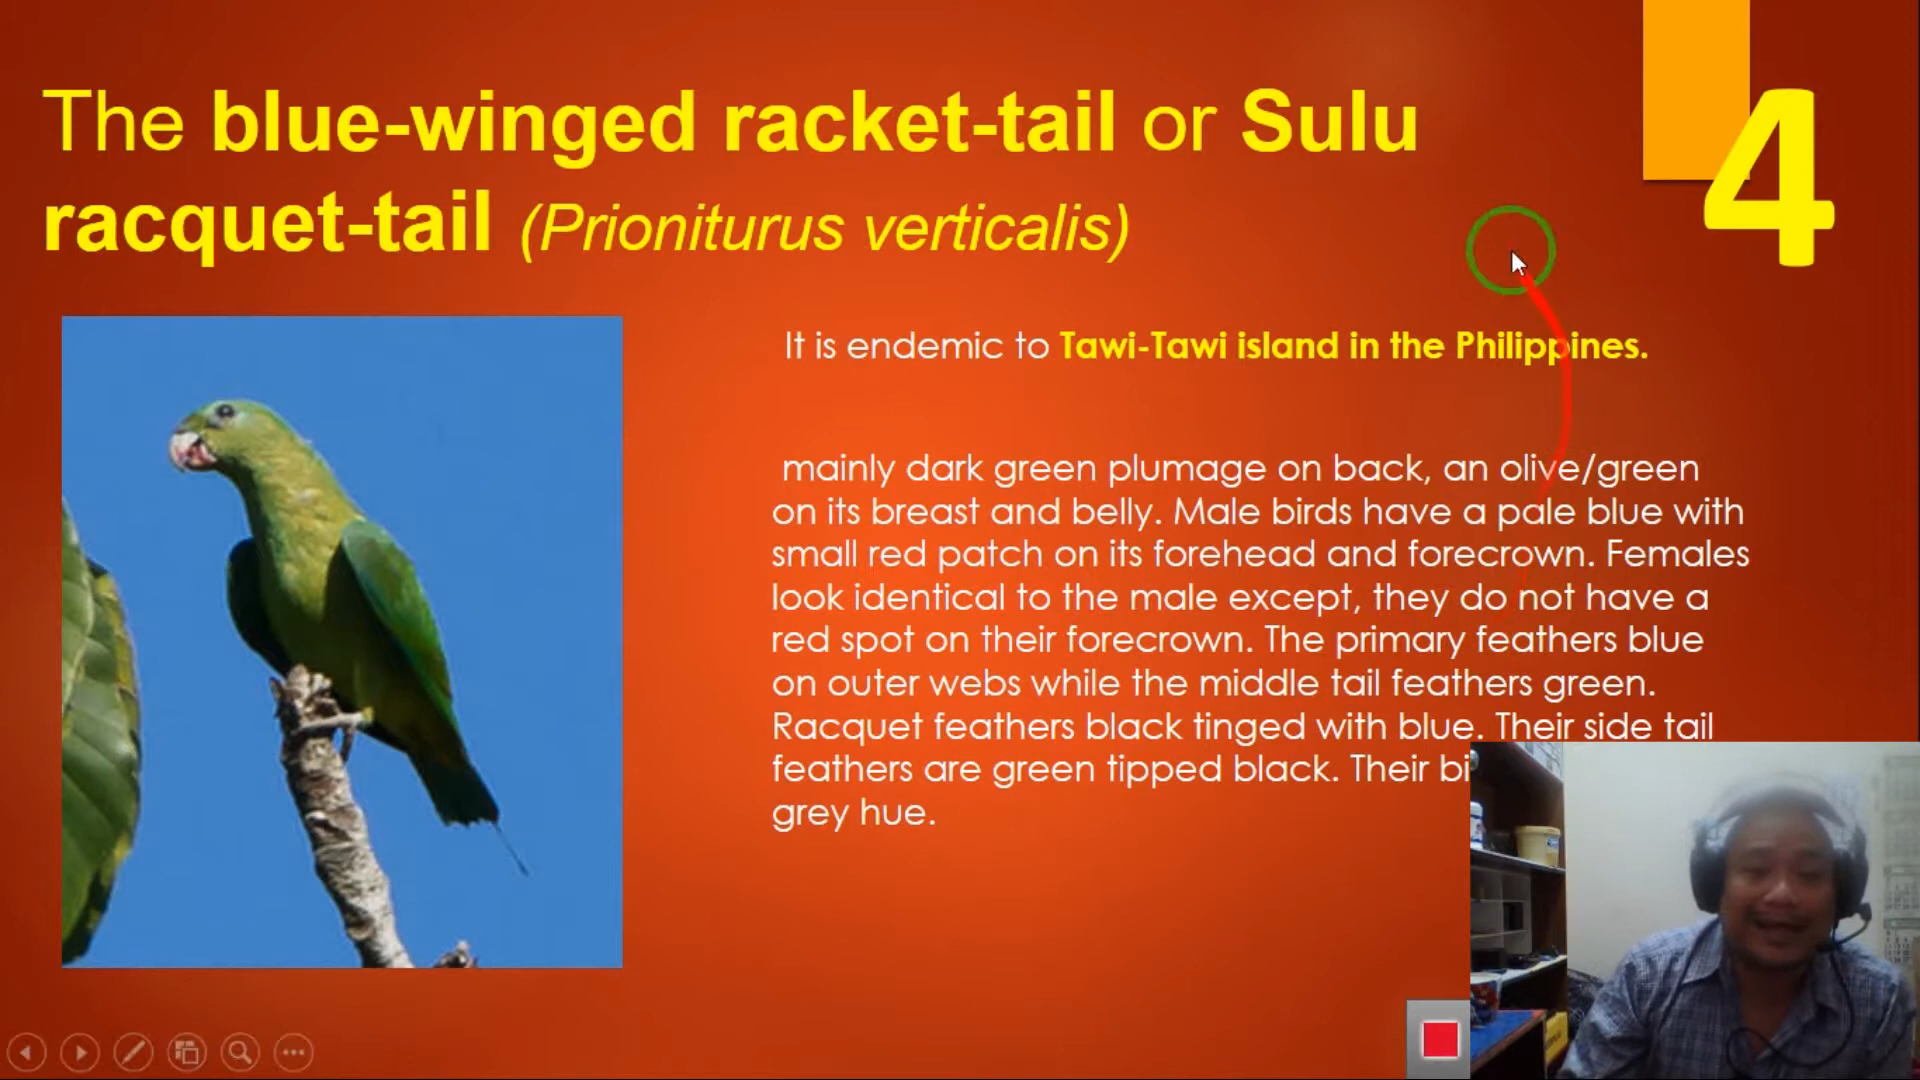 The blue-winged racket-tail or Sulu
racquet-tail (Prioniturus verticalis)
4
It is endemic to Tawi-Tawi island in the Philippines.
mainly dark green plumage on back, an olive/green
on its breast and belly. Male birds have a pale blue with
small red patch on its forehead and forecrown. Females
look identical to the male except, they do not have a
red spot on their forecrown. The primary feathers blue
on outer webs while the middle tail feathers green.
Racquet feathers black tinged with blue. Their side tail
feathers are green tipped black. Their
grey hue.